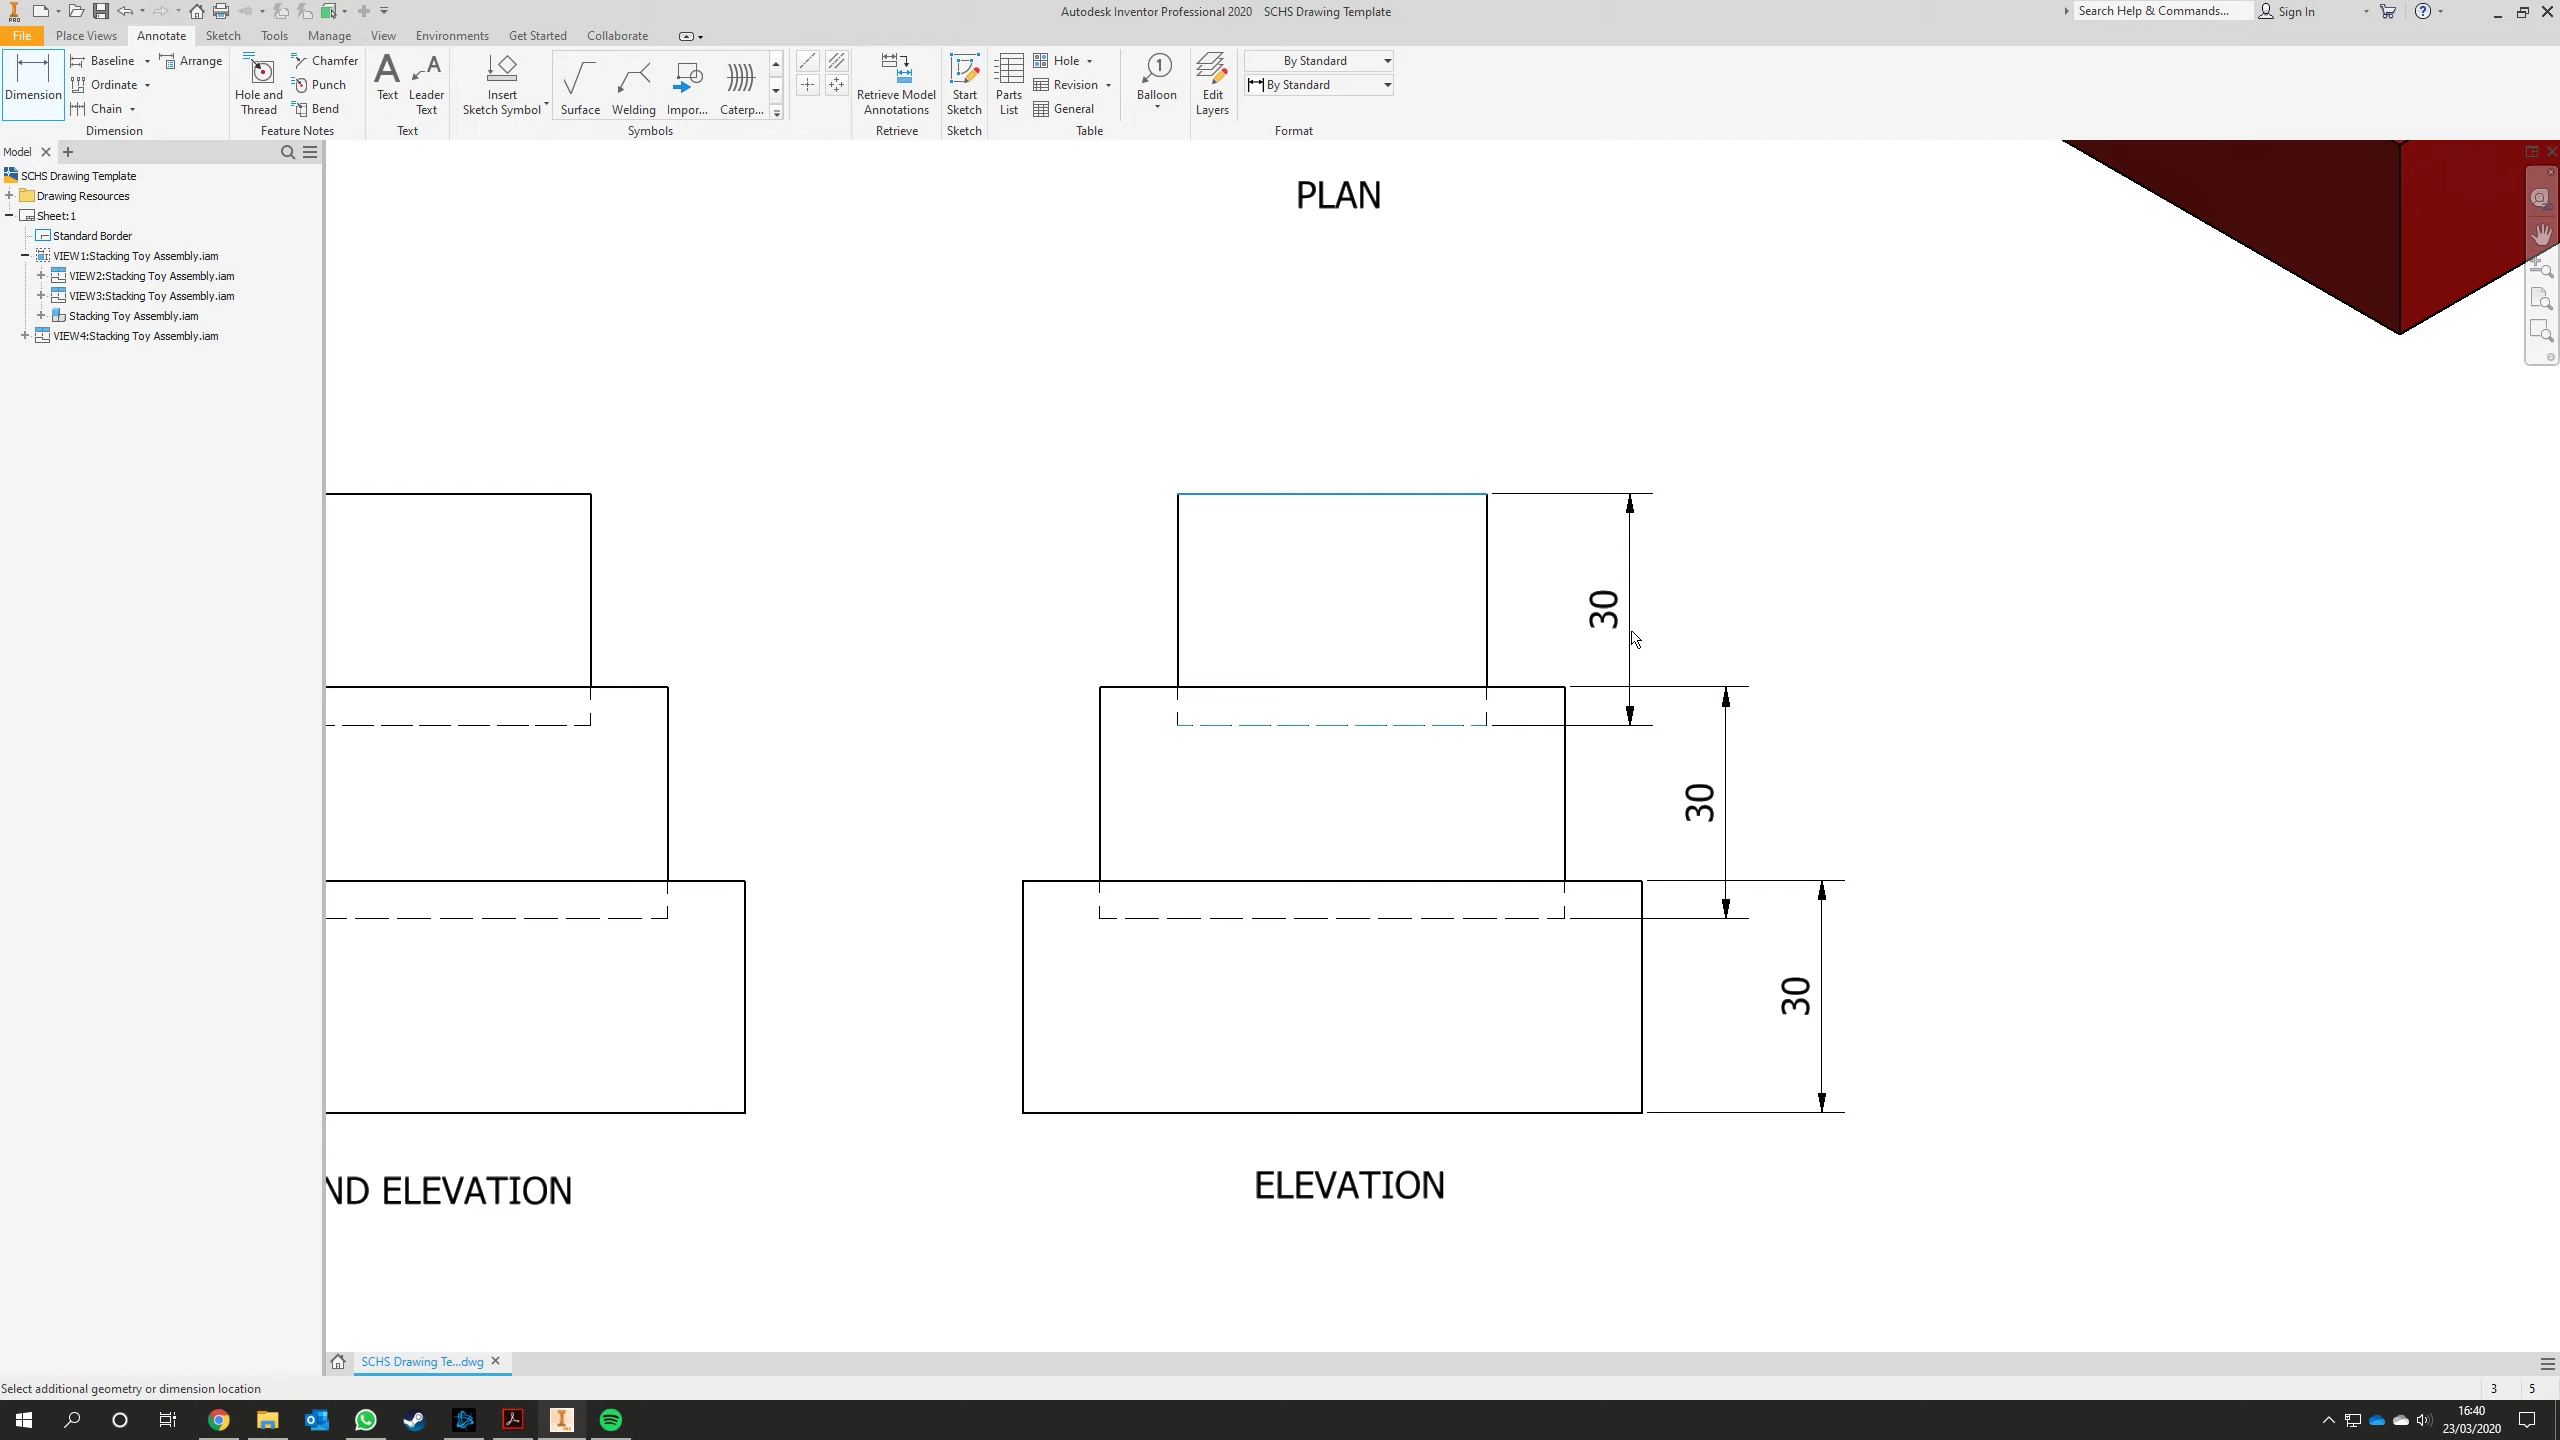 PRO
Autodesk Inventor Professional 2020 SCHS Drawing Template
Search Help & Commands...
Sign In
File Place Views Annotate Sketch Tools Manage View Environments Get Started Collaborate
Dimension
Baseline
Arrange
Ordinate
Chain
Dimension
Hole and
Thread
Chamfer
Punch
Bend
Feature Notes
Text
Leader
Text
Text
Insert
Sketch Symbol
Surface
Welding
Impor...
Caterp...
Symbols
Retrieve Model
Annotations
Retrieve
Start
Sketch
Sketch
Parts
List
Hole
Revision
General
Table
Balloon
Edit
Layers
By Standard
By Standard
Format
Model
SCHS Drawing Template
Drawing Resources
Sheet:1
Standard Border
VIEW1:Stacking Toy Assembly.iam
VIEW2:Stacking Toy Assembly.iam
VIEW3:Stacking Toy Assembly.iam
Stacking Toy Assembly.iam
VIEW4:Stacking Toy Assembly.iam
PLAN
30
30
30
ND ELEVATION
ELEVATION
SCHS Drawing Te...dwg
Select additional geometry or dimension location
3 5
16:40
23/03/2020